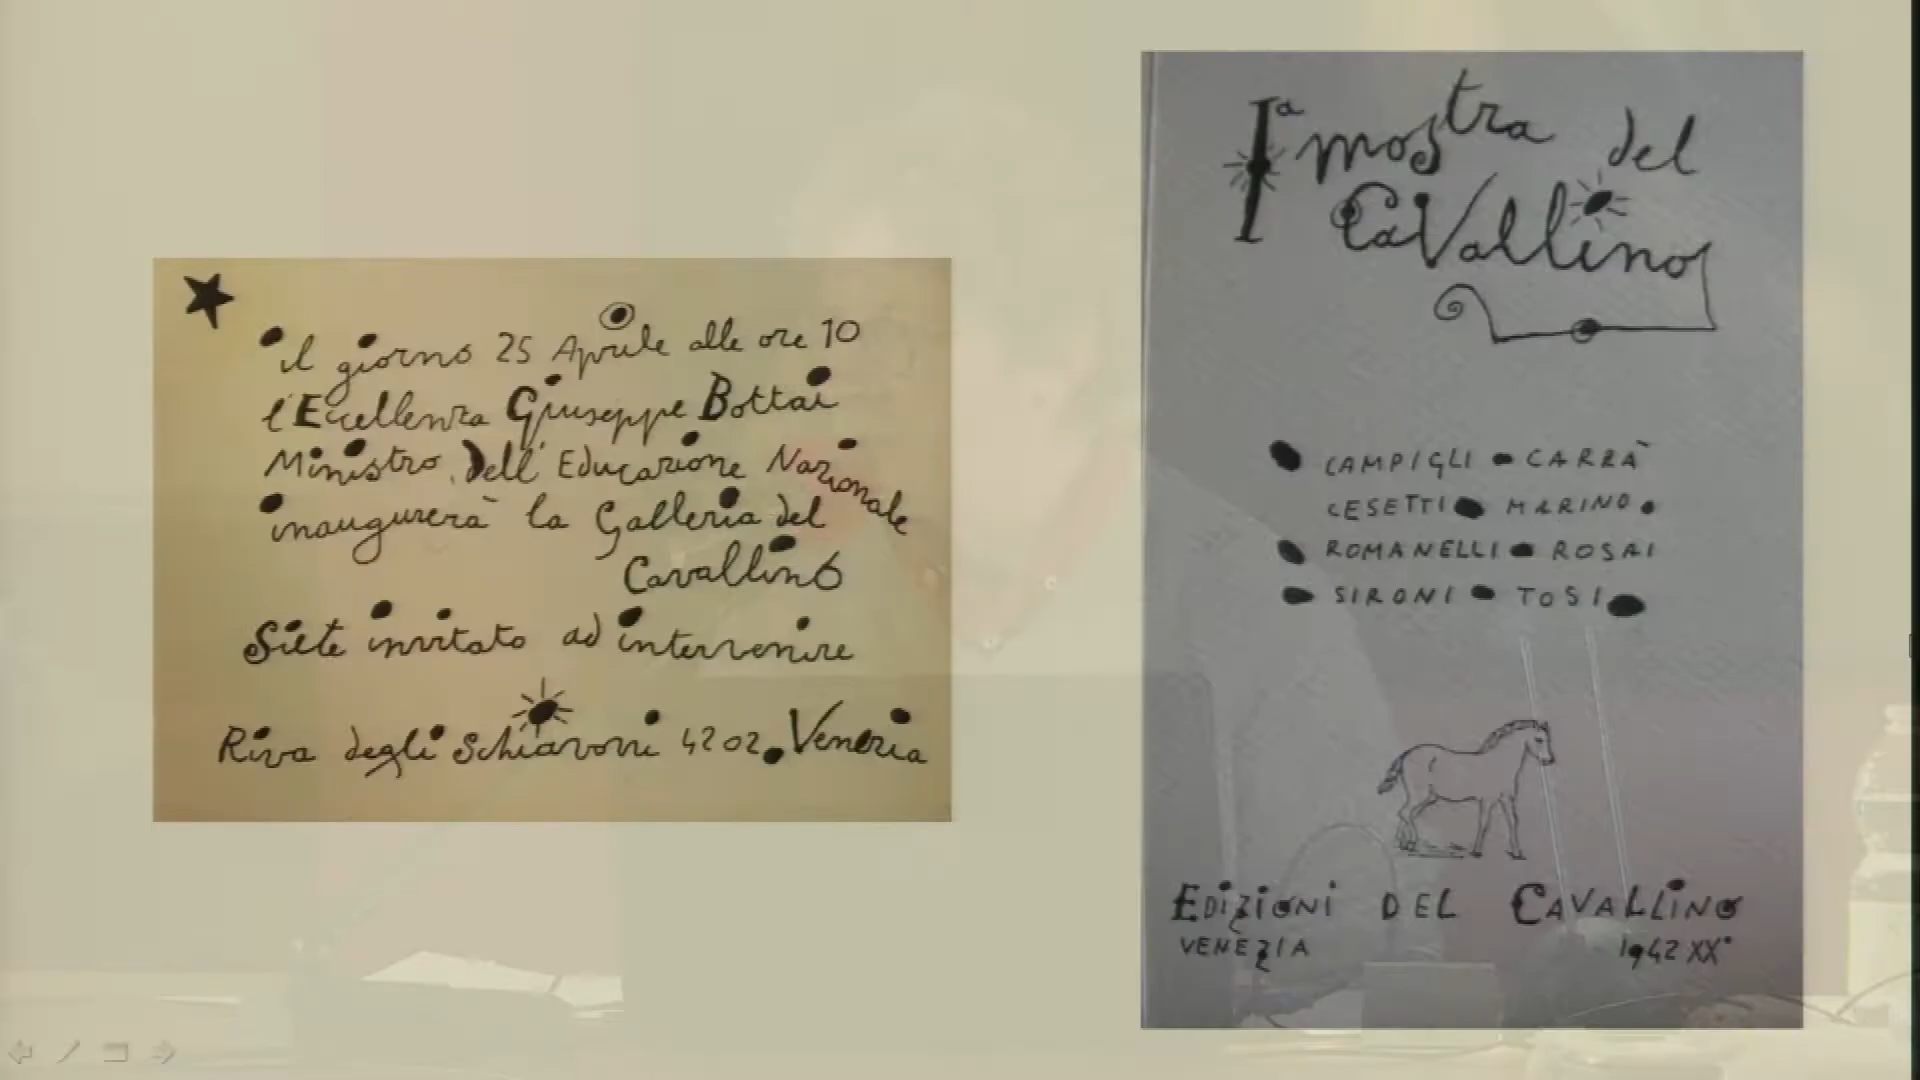 il giorno 25 Aprile alle ore 10
l'Eccellenza Giuseppe Bottai
Ministro dell' Educazione Nazionale
inaugurerà la Galleria del
Cavallino
Siete invitato ad intervenire
Riva degli Schiavoni 4202. Venezia
Iª mostra del
Cavallino
CAMPIGLI CARRÀ
CESETTI MARINO
ROMANELLI ROSAI
SIRONI TOSI
EDIZIONI DEL CAVALLINO
VENEZIA 1942 XX°